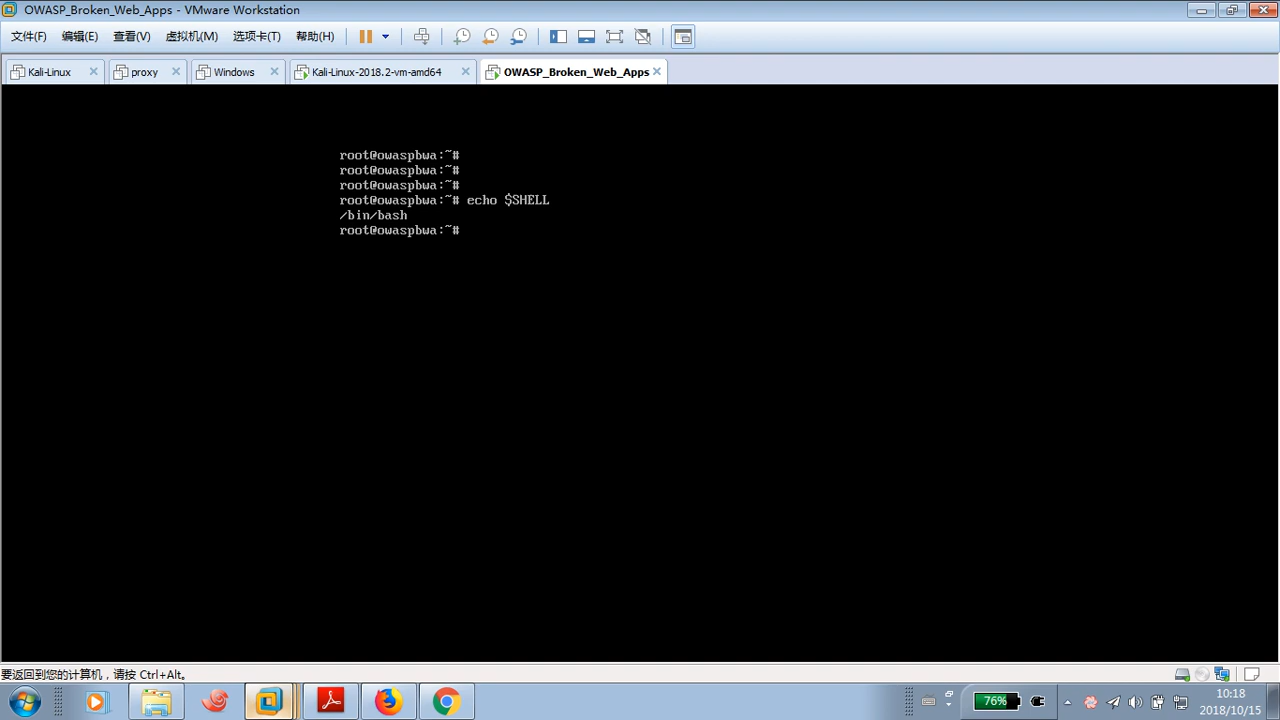 OWASP_Broken_Web_Apps - VMware Workstation
文件(F) 编辑(E) 查看(V) 虚拟机(M) 选项卡(T) 帮助(H)
Kali-Linux proxy Windows Kali-Linux-2018.2-vm-amd64 OWASP_Broken_Web_Apps
root@owaspbwa:~#
root@owaspbwa:~#
root@owaspbwa:~#
root@owaspbwa:~# echo $SHELL
/bin/bash
root@owaspbwa:~#
要返回到您的计算机，请按 Ctrl+Alt。
76%
10:18
2018/10/15